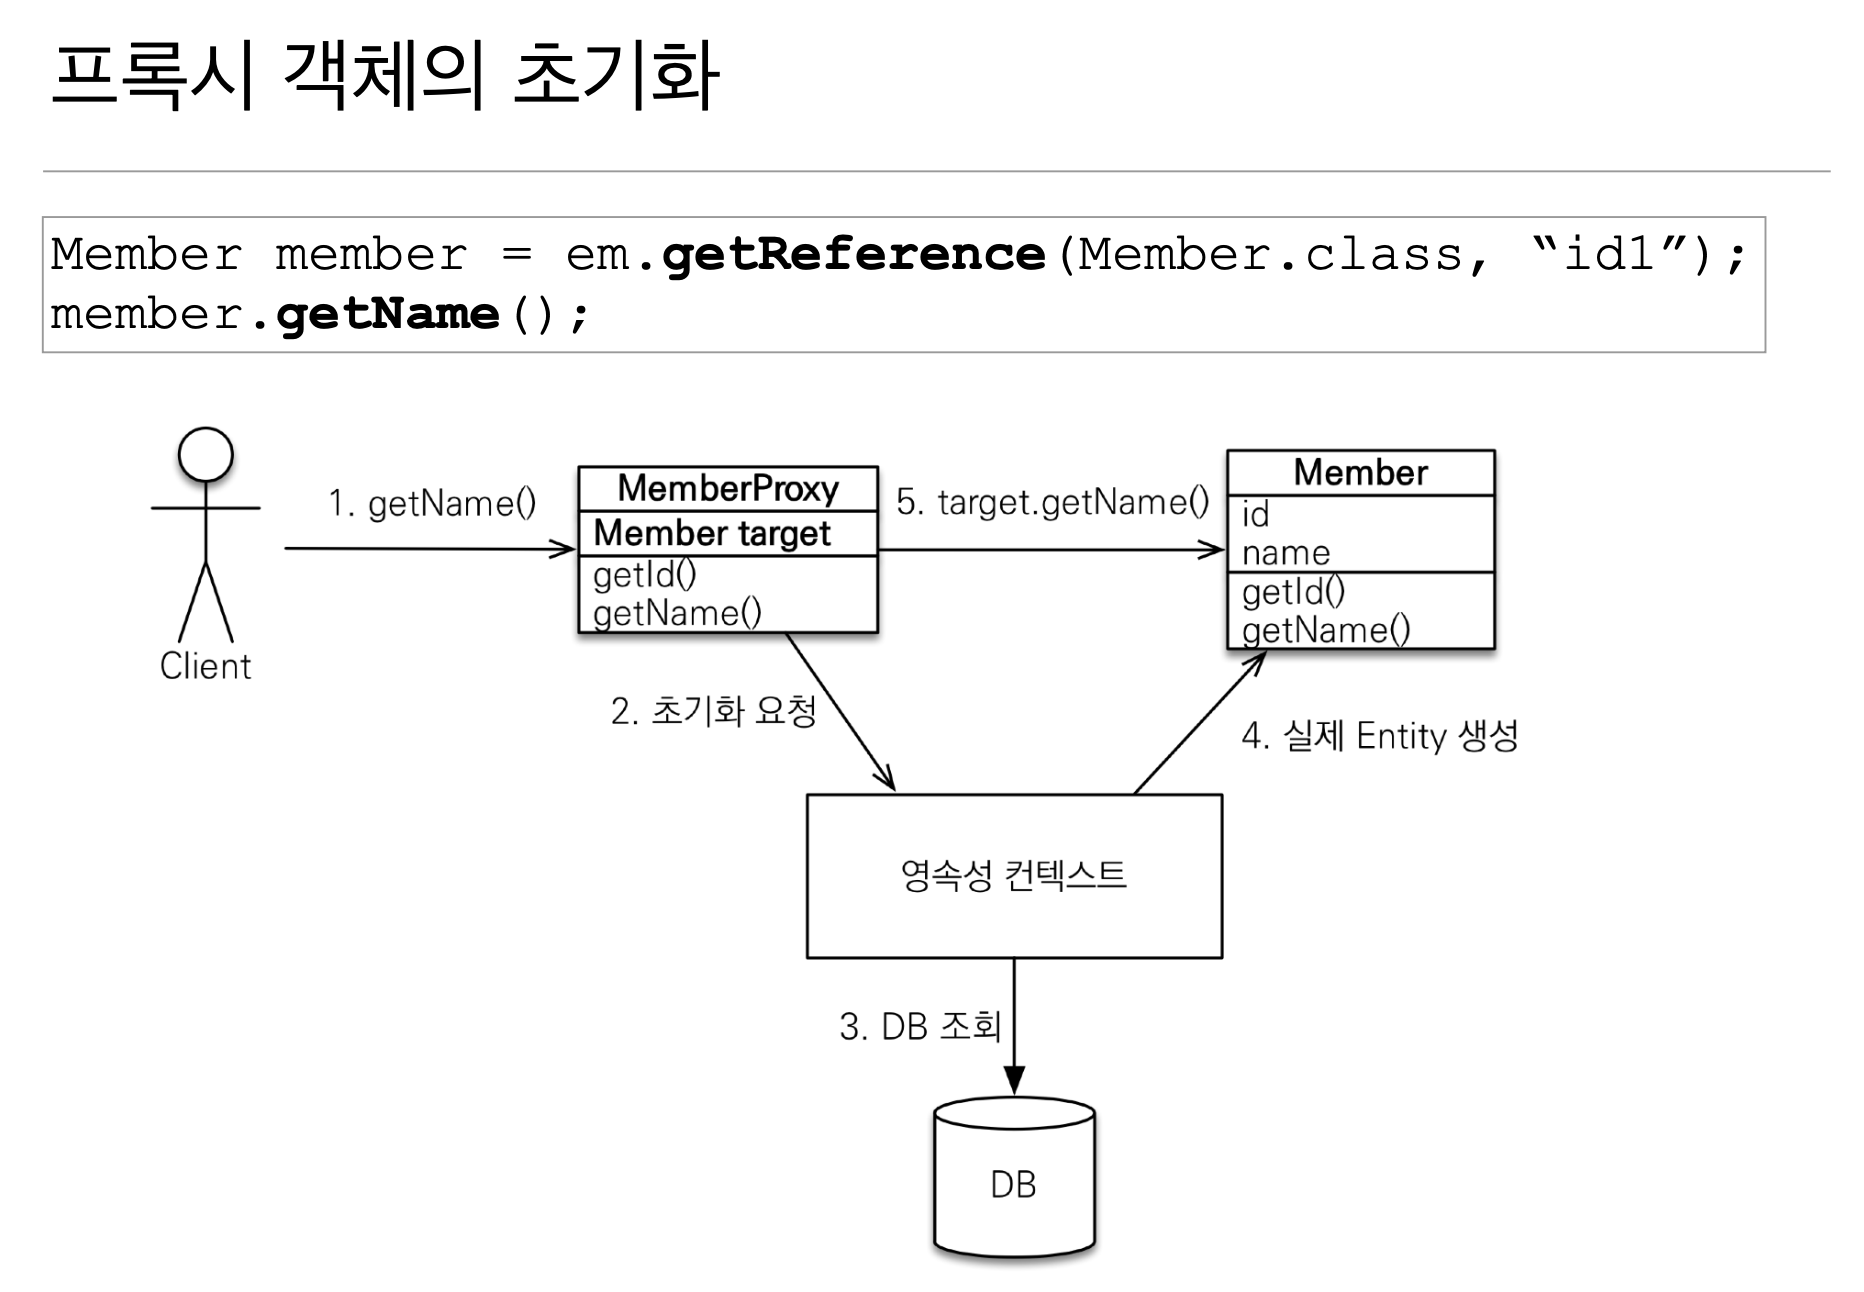 프록시 객체의 초기화
Member member = em.getReference(Member.class, “id1”);
member.getName();
Client
1. getName()
MemberProxy
Member target
getId()
getName()
5. target.getName()
Member
id
name
getId()
getName()
2. 초기화 요청
4. 실제 Entity 생성
영속성 컨텍스트
3. DB 조회
DB